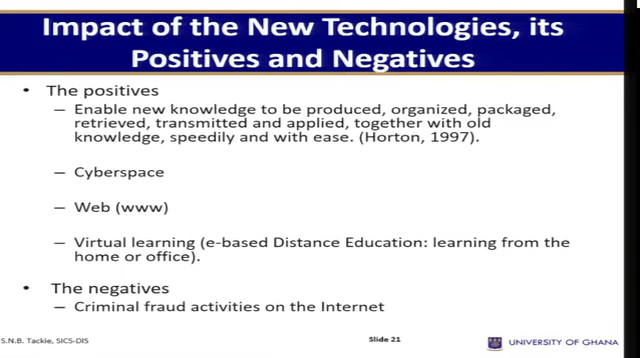 Impact of the New Technologies, its
Positives and Negatives
• The positives
– Enable new knowledge to be produced, organized, packaged,
retrieved, transmitted and applied, together with old
knowledge, speedily and with ease. (Horton, 1997).
– Cyberspace
– Web (www)
– Virtual learning (e-based Distance Education: learning from the
home or office).
• The negatives
– Criminal fraud activities on the Internet
S.N.B. Tackie, SICS-DIS
Slide 21
UNIVERSITY OF GHANA